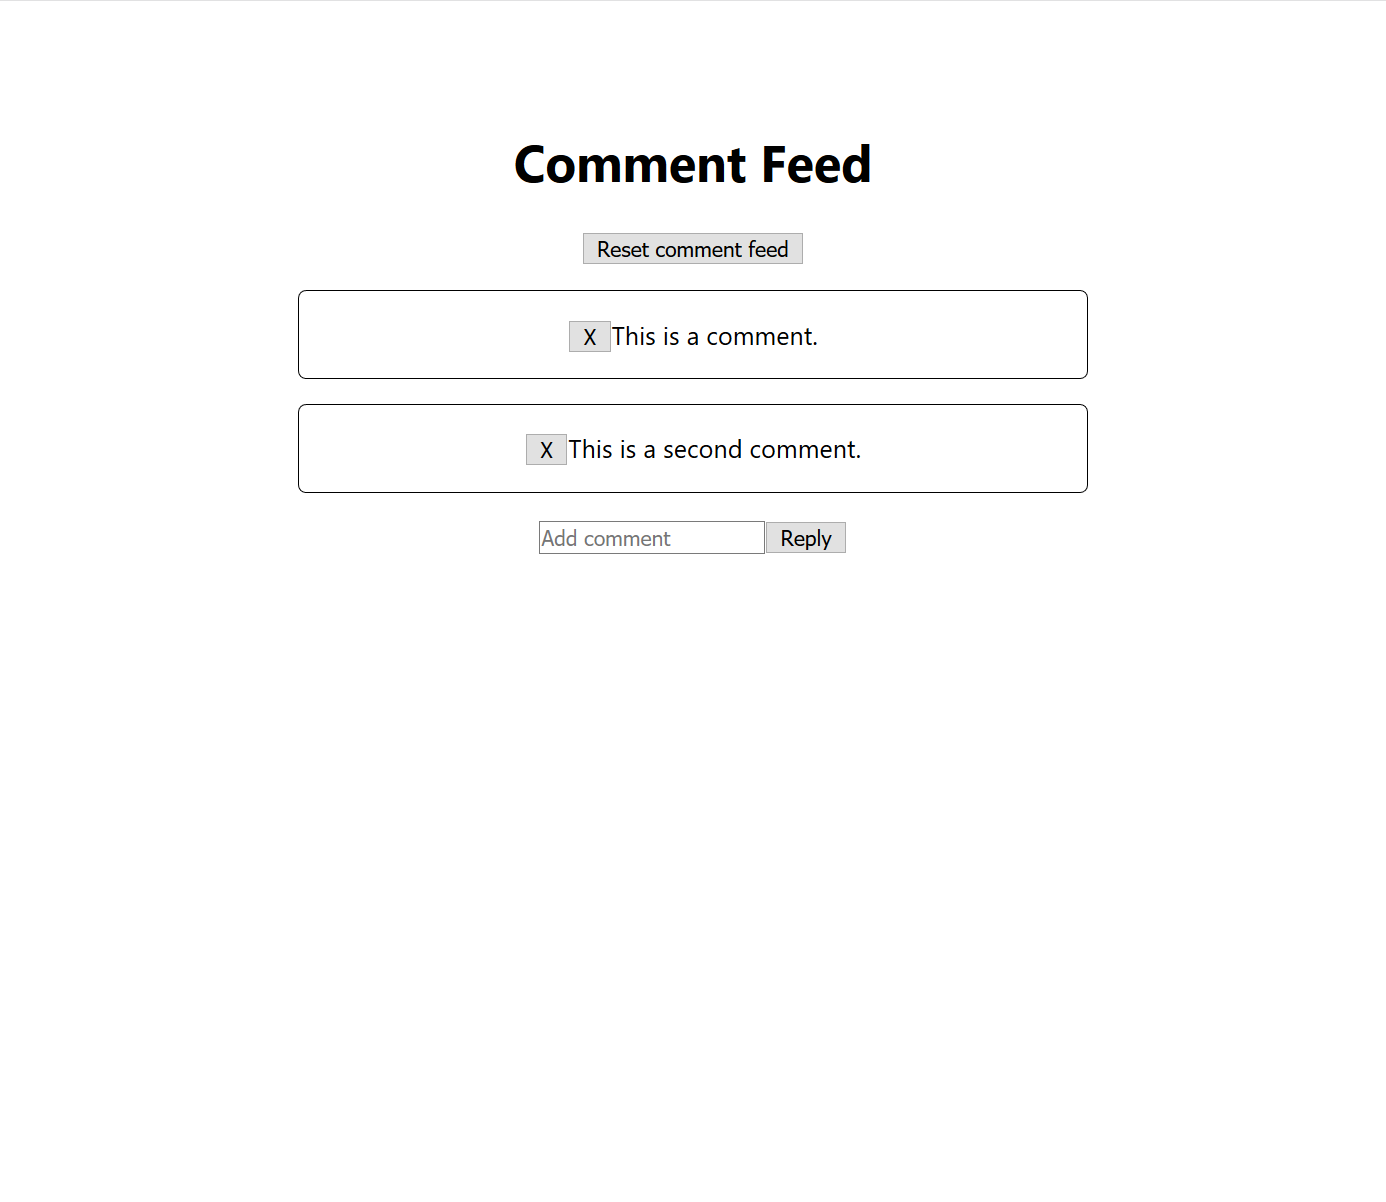 Comment Feed
Reset comment feed
X This is a comment.
X This is a second comment.
Add comment Reply